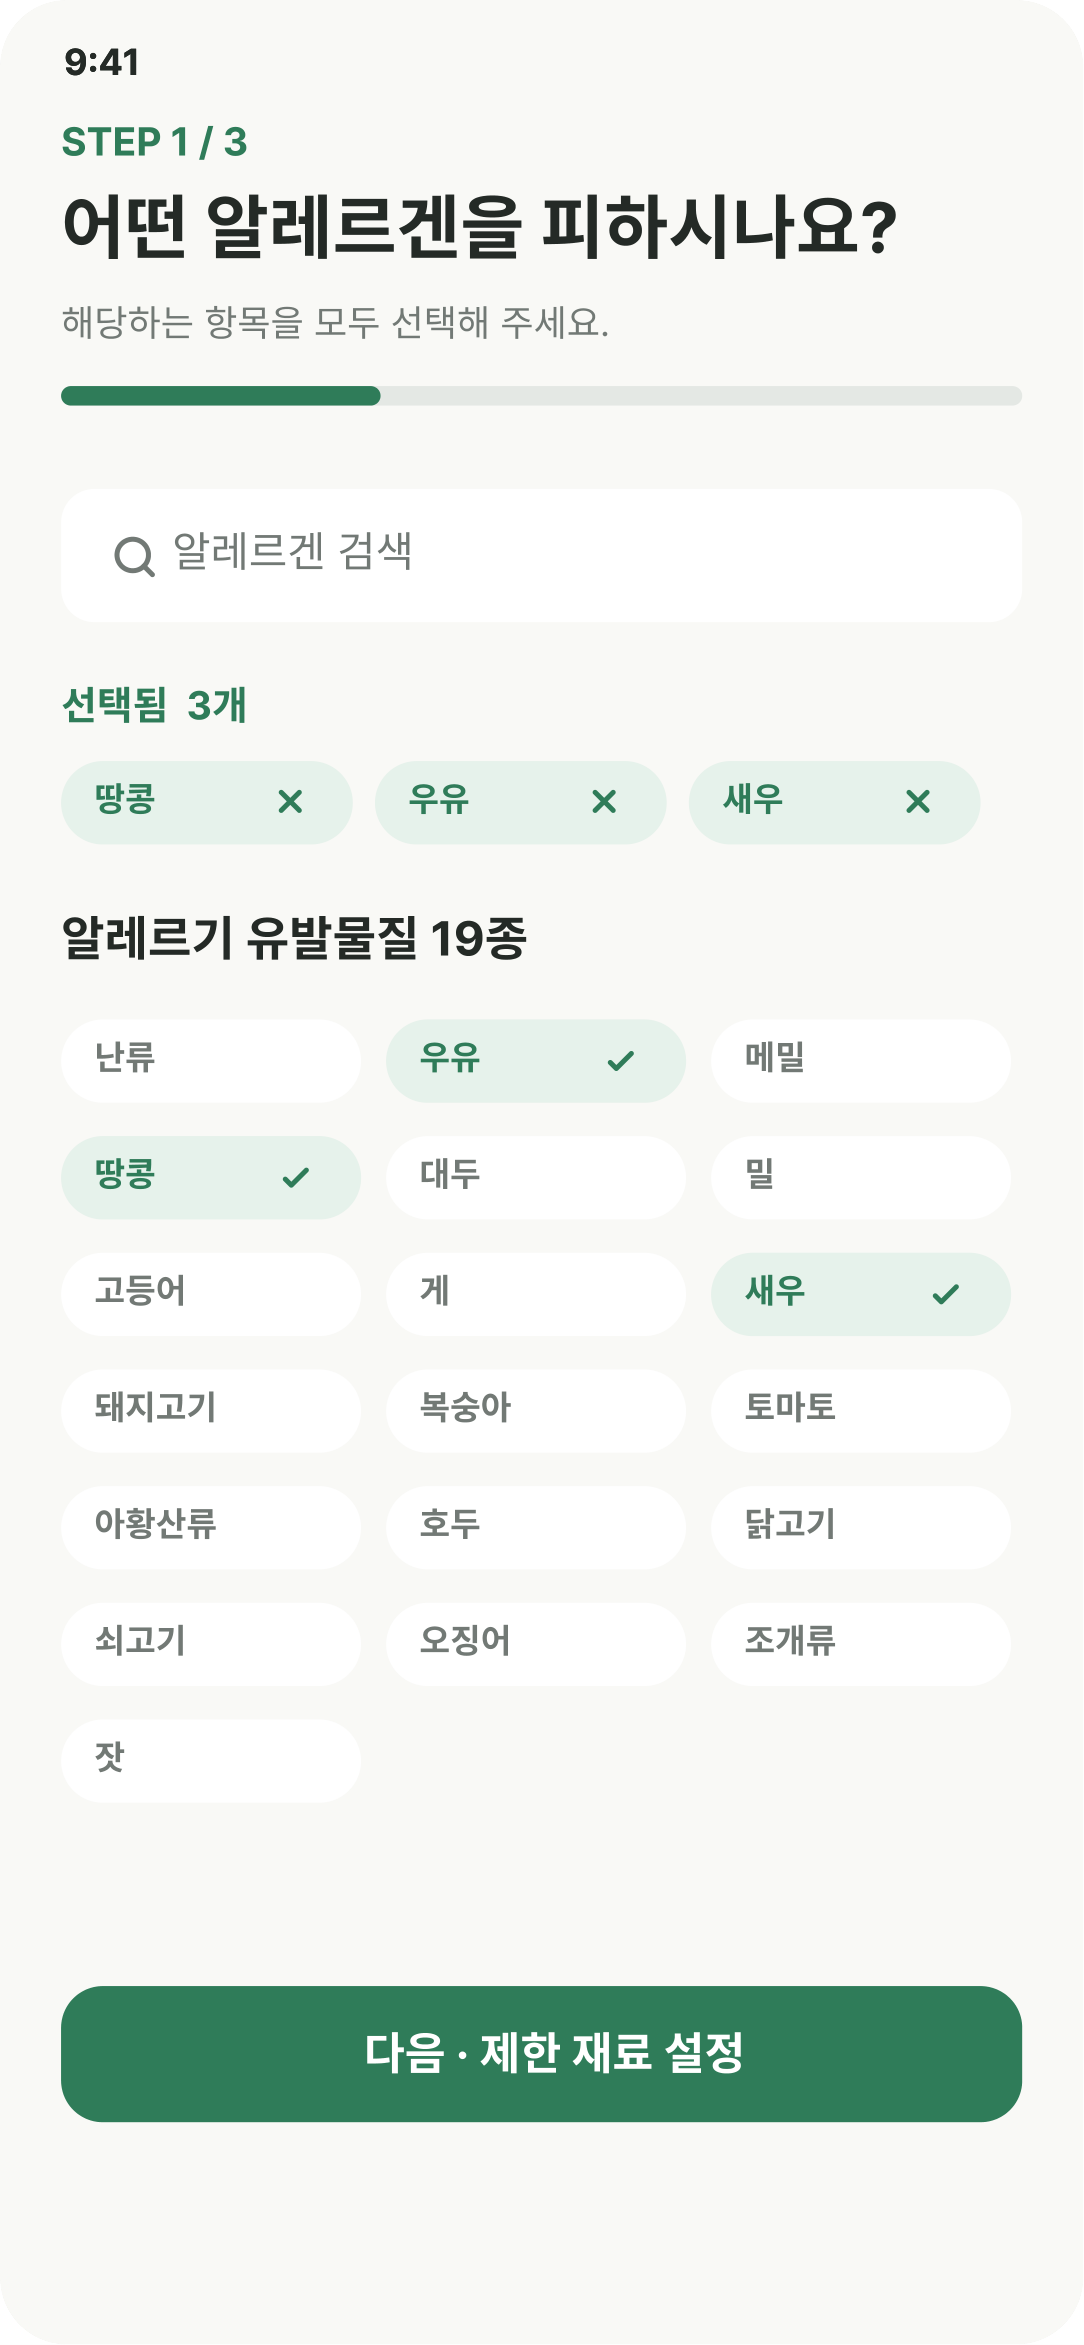 9:41
STEP 1 / 3
어떤 알레르겐을 피하시나요?
해당하는 항목을 모두 선택해 주세요.
알레르겐 검색
선택됨 3개
땅콩 우유 새우
알레르기 유발물질 19종
난류 우유 메밀
땅콩 대두 밀
고등어 게 새우
돼지고기 복숭아 토마토
아황산류 호두 닭고기
쇠고기 오징어 조개류
잣
다음 · 제한 재료 설정